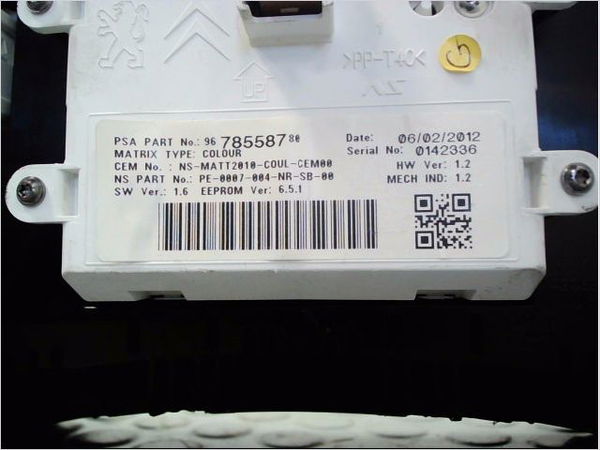 >PP-T40<
G
UP
PSA PART No.: 96 785587 80
MATRIX TYPE: COLOUR
CEM No.: NS-MATT2010-COUL-CEM00
NS PART No.: PE-0007-004-NR-SB-00
SW Ver.: 1.6 EEPROM Ver: 6.5.1
Date: 06/02/2012
Serial No: 0142336
HW Ver: 1.2
MECH IND: 1.2